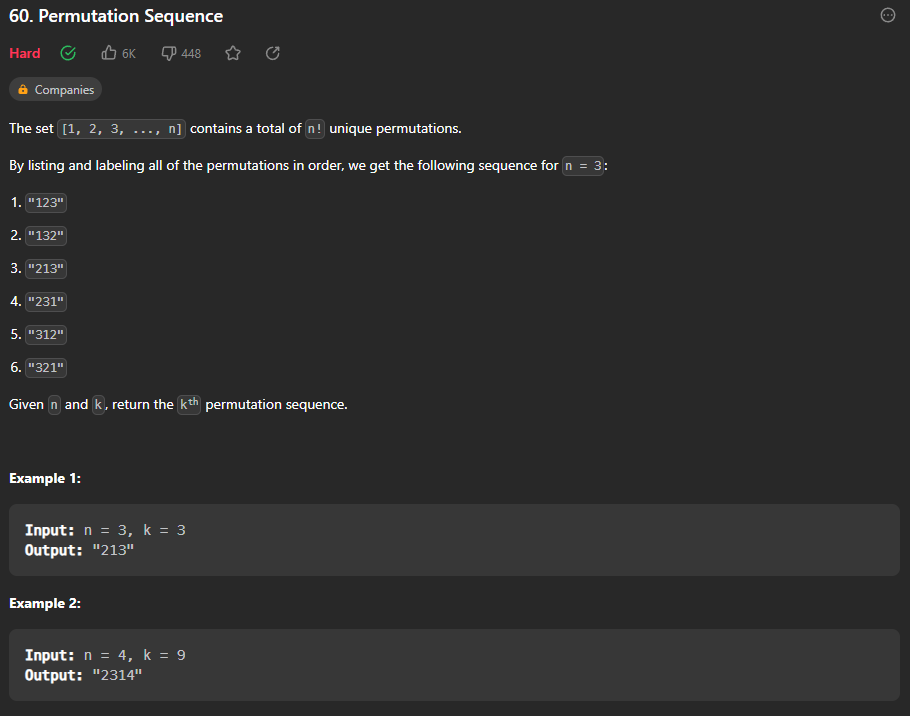 60. Permutation Sequence
Hard 6K 448
Companies
The set [1, 2, 3, ..., n] contains a total of n! unique permutations.
By listing and labeling all of the permutations in order, we get the following sequence for n = 3:
1. "123"
2. "132"
3. "213"
4. "231"
5. "312"
6. "321"
Given n and k, return the kth permutation sequence.
Example 1:
Input: n = 3, k = 3
Output: "213"
Example 2:
Input: n = 4, k = 9
Output: "2314"